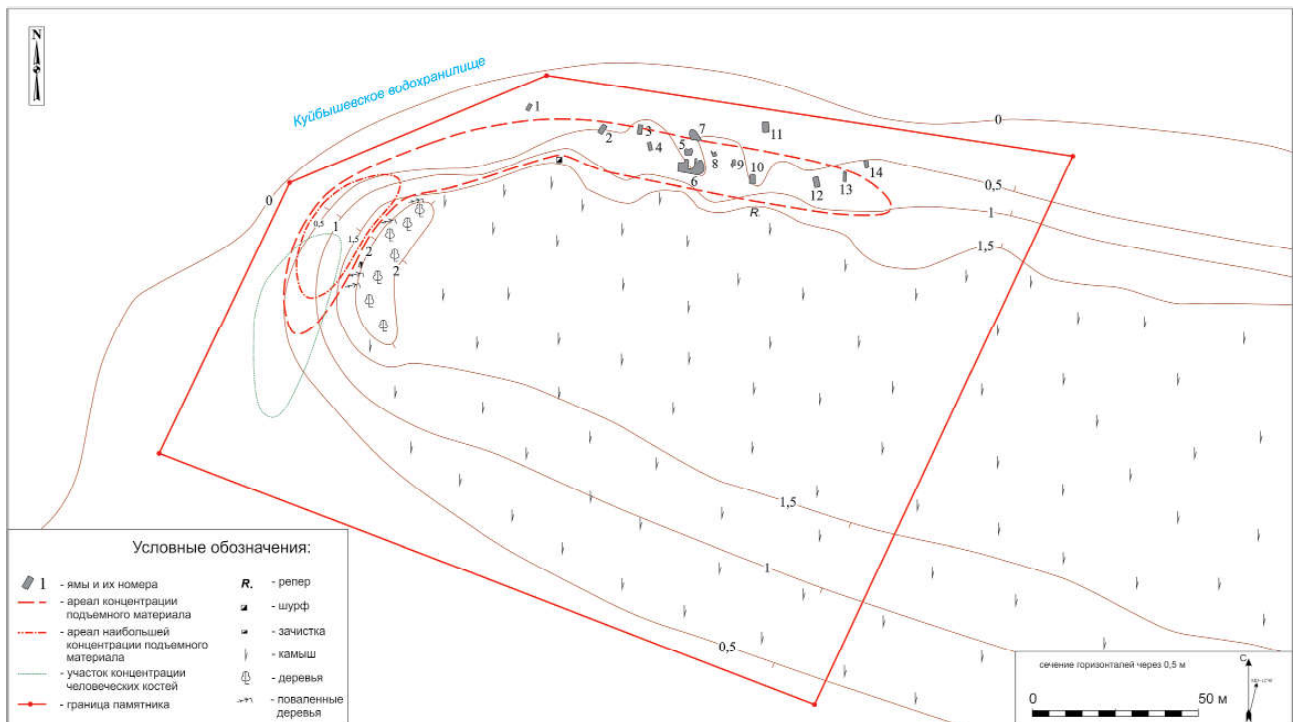 N
Куйбышевское водохранилище
0
0
1
2
3
4
5
6
7
8
9
10
11
12
13
14
0,5
1
1,5
R.
0,5
1
1,5
2
2
1,5
1
0,5
Условные обозначения:
1 - ямы и их номера
- ареал концентрации
подъемного материала
- ареал наибольшей
концентрации подъемного
материала
- участок концентрации
человеческих костей
- граница памятника
R. - репер
- шурф
- зачистка
- камыш
- деревья
- поваленные
деревья
сечение горизонталей через 0,5 м
0 50 м
С